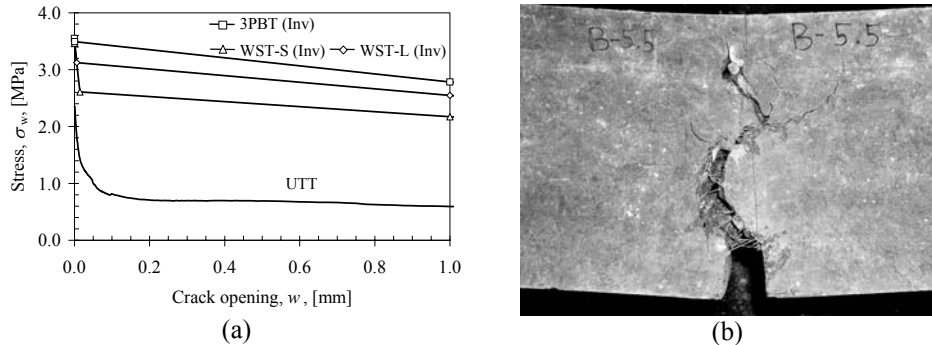 4.0
3.0
2.0
1.0
0.0
Stress, σw, [MPa]
3PBT (Inv)
WST-S (Inv)
WST-L (Inv)
UTT
0.0
0.2
0.4
0.6
0.8
1.0
Crack opening, w, [mm]
(a)
B-5.5
B-5.5
(b)